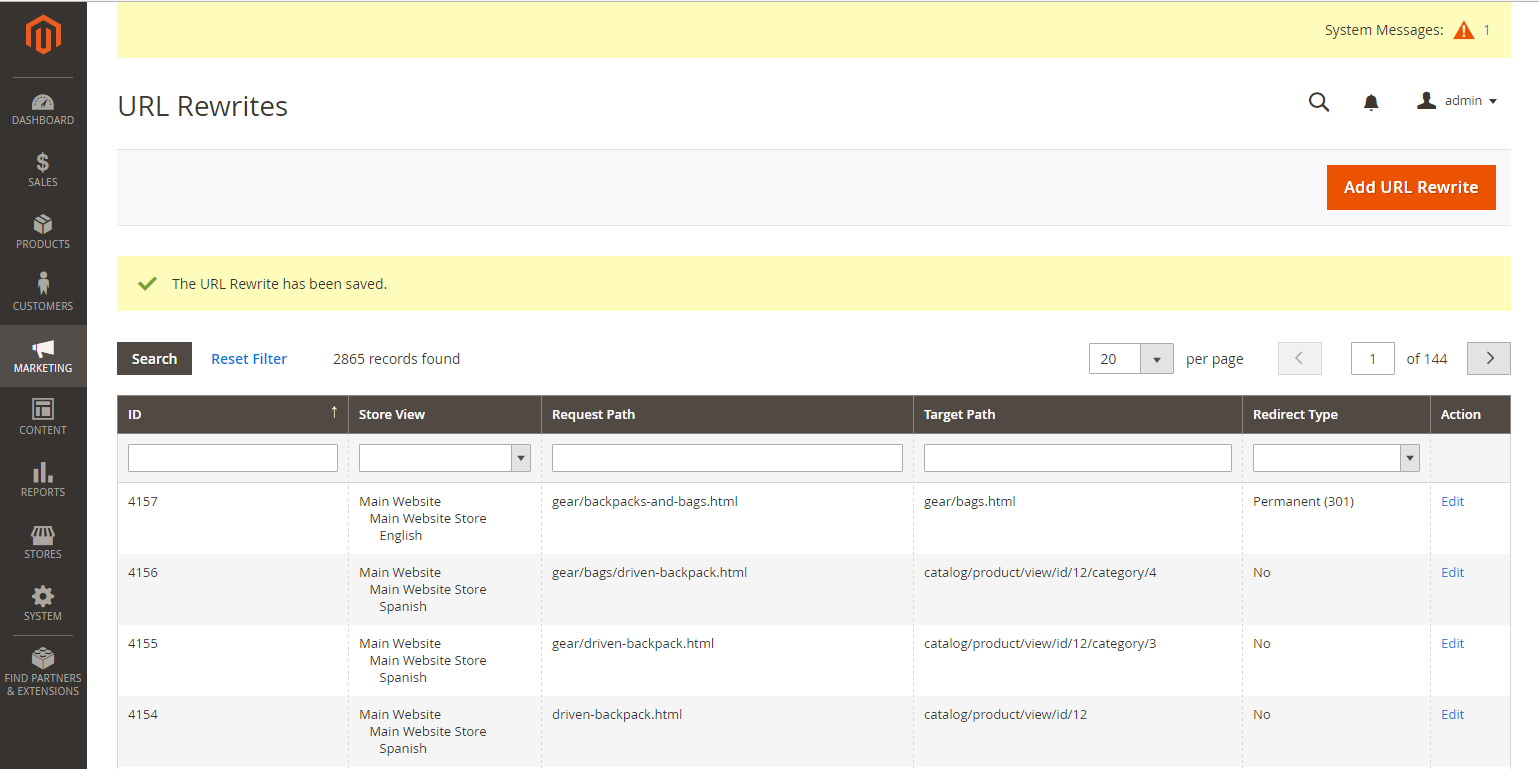 System Messages: 1
URL Rewrites
admin
DASHBOARD
SALES
PRODUCTS
CUSTOMERS
MARKETING
CONTENT
REPORTS
STORES
SYSTEM
FIND PARTNERS
& EXTENSIONS
Add URL Rewrite
The URL Rewrite has been saved.
Search Reset Filter 2865 records found 20 per page 1 of 144
ID ↑ Store View Request Path Target Path Redirect Type Action
4157 Main Website gear/backpacks-and-bags.html gear/bags.html Permanent (301) Edit
Main Website Store
English
4156 Main Website gear/bags/driven-backpack.html catalog/product/view/id/12/category/4 No Edit
Main Website Store
Spanish
4155 Main Website gear/driven-backpack.html catalog/product/view/id/12/category/3 No Edit
Main Website Store
Spanish
4154 Main Website driven-backpack.html catalog/product/view/id/12 No Edit
Main Website Store
Spanish